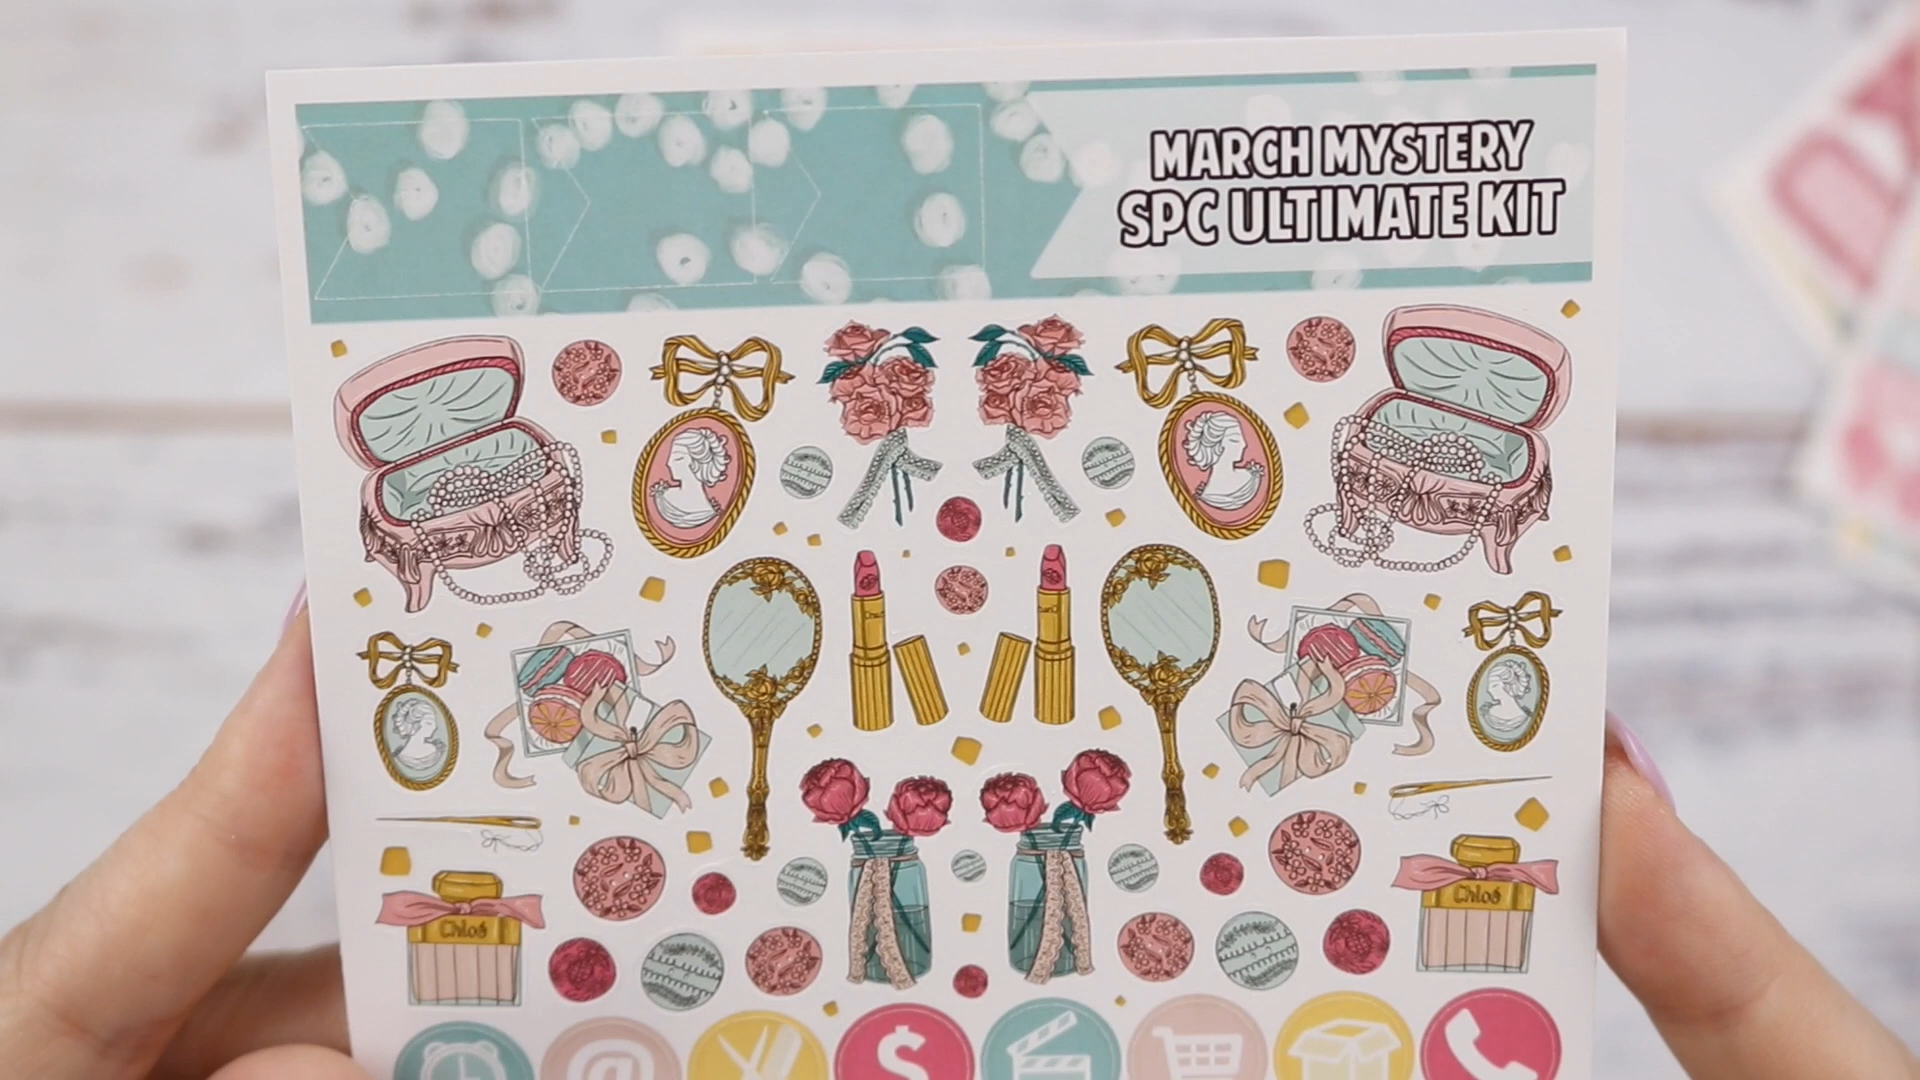 MARCH MYSTERY
SPC ULTIMATE KIT
Chloé
Chloé
@
$